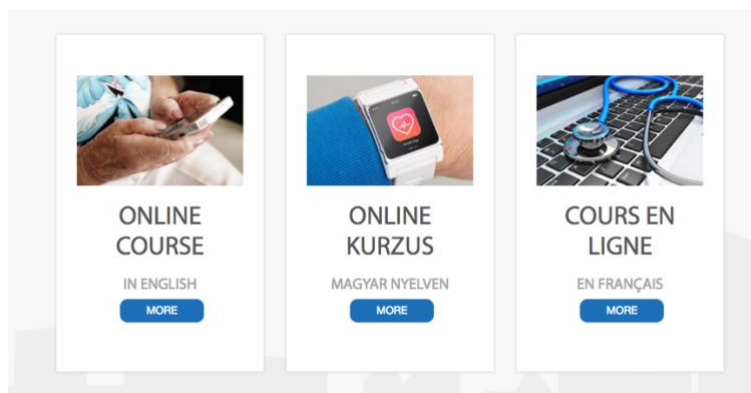 ONLINE
COURSE
IN ENGLISH
MORE
ONLINE
KURZUS
MAGYAR NYELVEN
MORE
COURS EN
LIGNE
EN FRANÇAIS
MORE